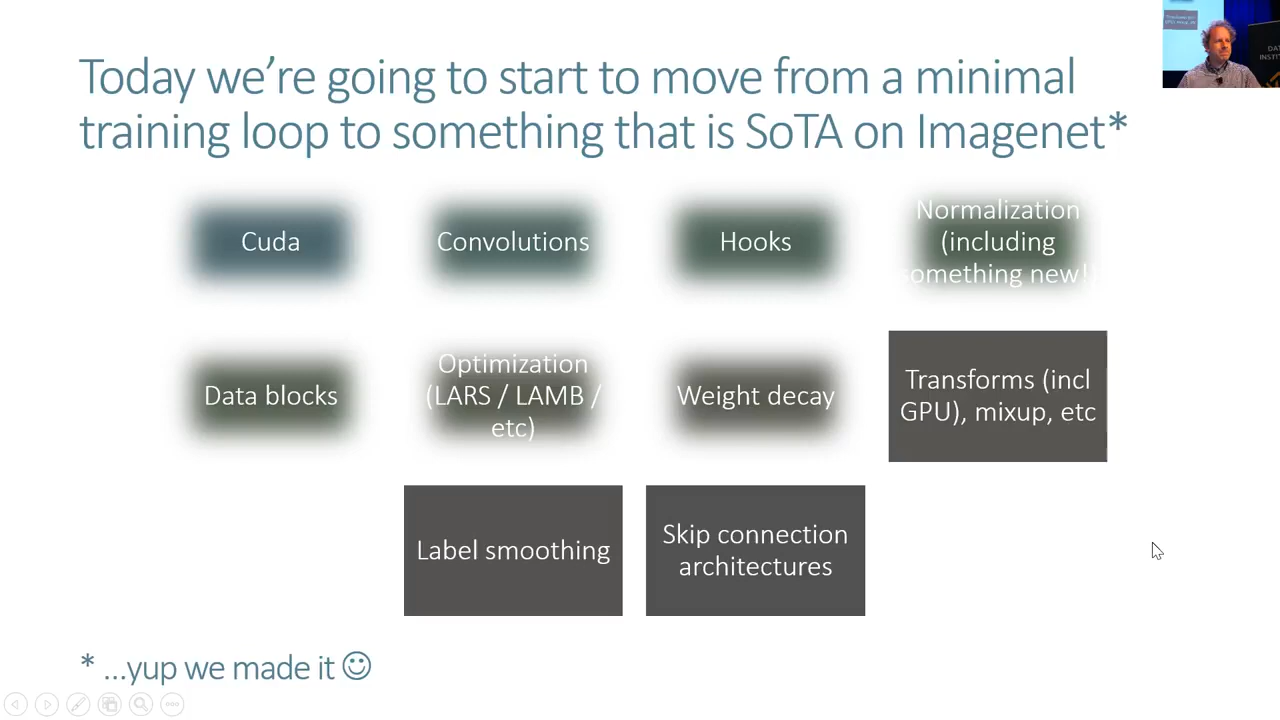 Today we're going to start to move from a minimal
training loop to something that is SoTA on Imagenet*
Cuda
Convolutions
Hooks
Normalization
(including
something new!)
Data blocks
Optimization
(LARS / LAMB /
etc)
Weight decay
Transforms (incl
GPU), mixup, etc
Label smoothing
Skip connection
architectures
* ...yup we made it ☺